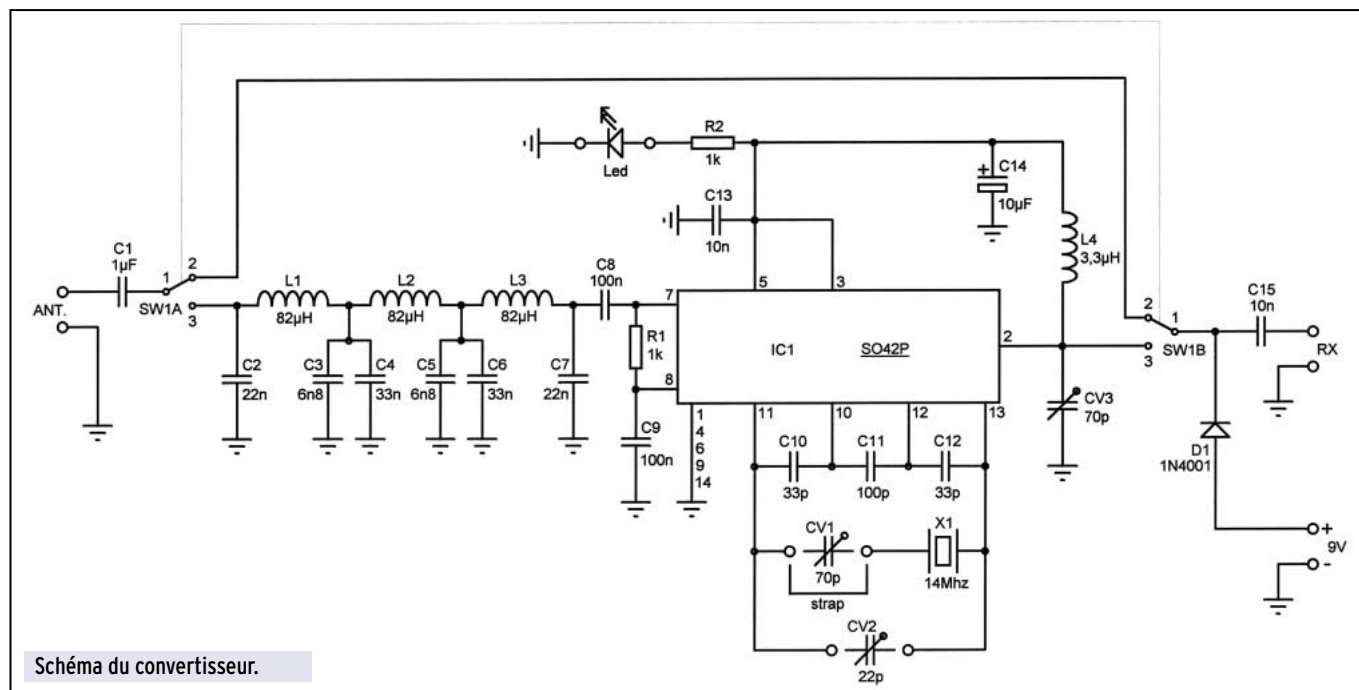 R2
1k
Led
C14
+
10µF
C13
10n
L4
3,3µH
C1
1µF
1
2
SW1A
3
ANT.
L1
82µH
L2
82µH
L3
82µH
C8
100n
7
5
3
R1
1k
IC1
SO42P
2
2
1
SW1B
3
C15
10n
RX
C2
22n
C3
6n8
C4
33n
C5
6n8
C6
33n
C7
22n
8
C9
100n
1
4
6
9
14
11
10
12
13
CV3
70p
D1
1N4001
C10
33p
C11
100p
C12
33p
CV1
70p
strap
X1
14Mhz
+
9V
-
CV2
22p
Schéma du convertisseur.